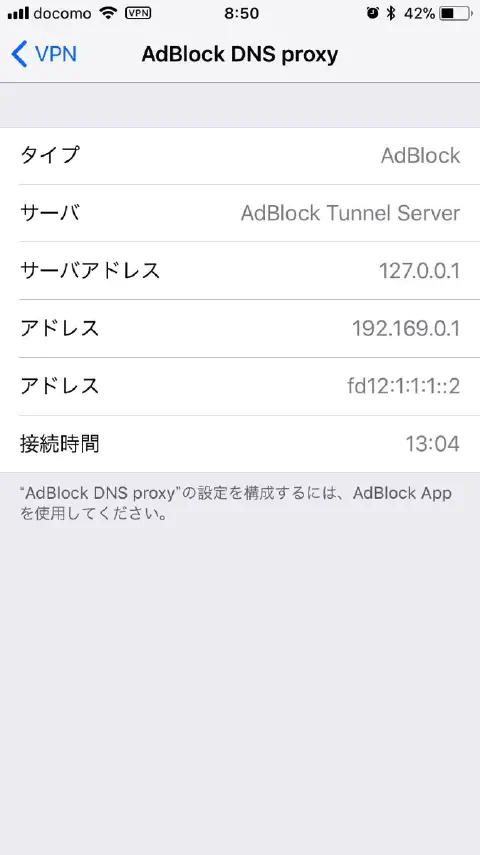 docomo VPN 8:50 42%
VPN AdBlock DNS proxy
タイプ AdBlock
サーバ AdBlock Tunnel Server
サーバアドレス 127.0.0.1
アドレス 192.169.0.1
アドレス fd12:1:1:1::2
接続時間 13:04
“AdBlock DNS proxy”の設定を構成するには、AdBlock App
を使用してください。